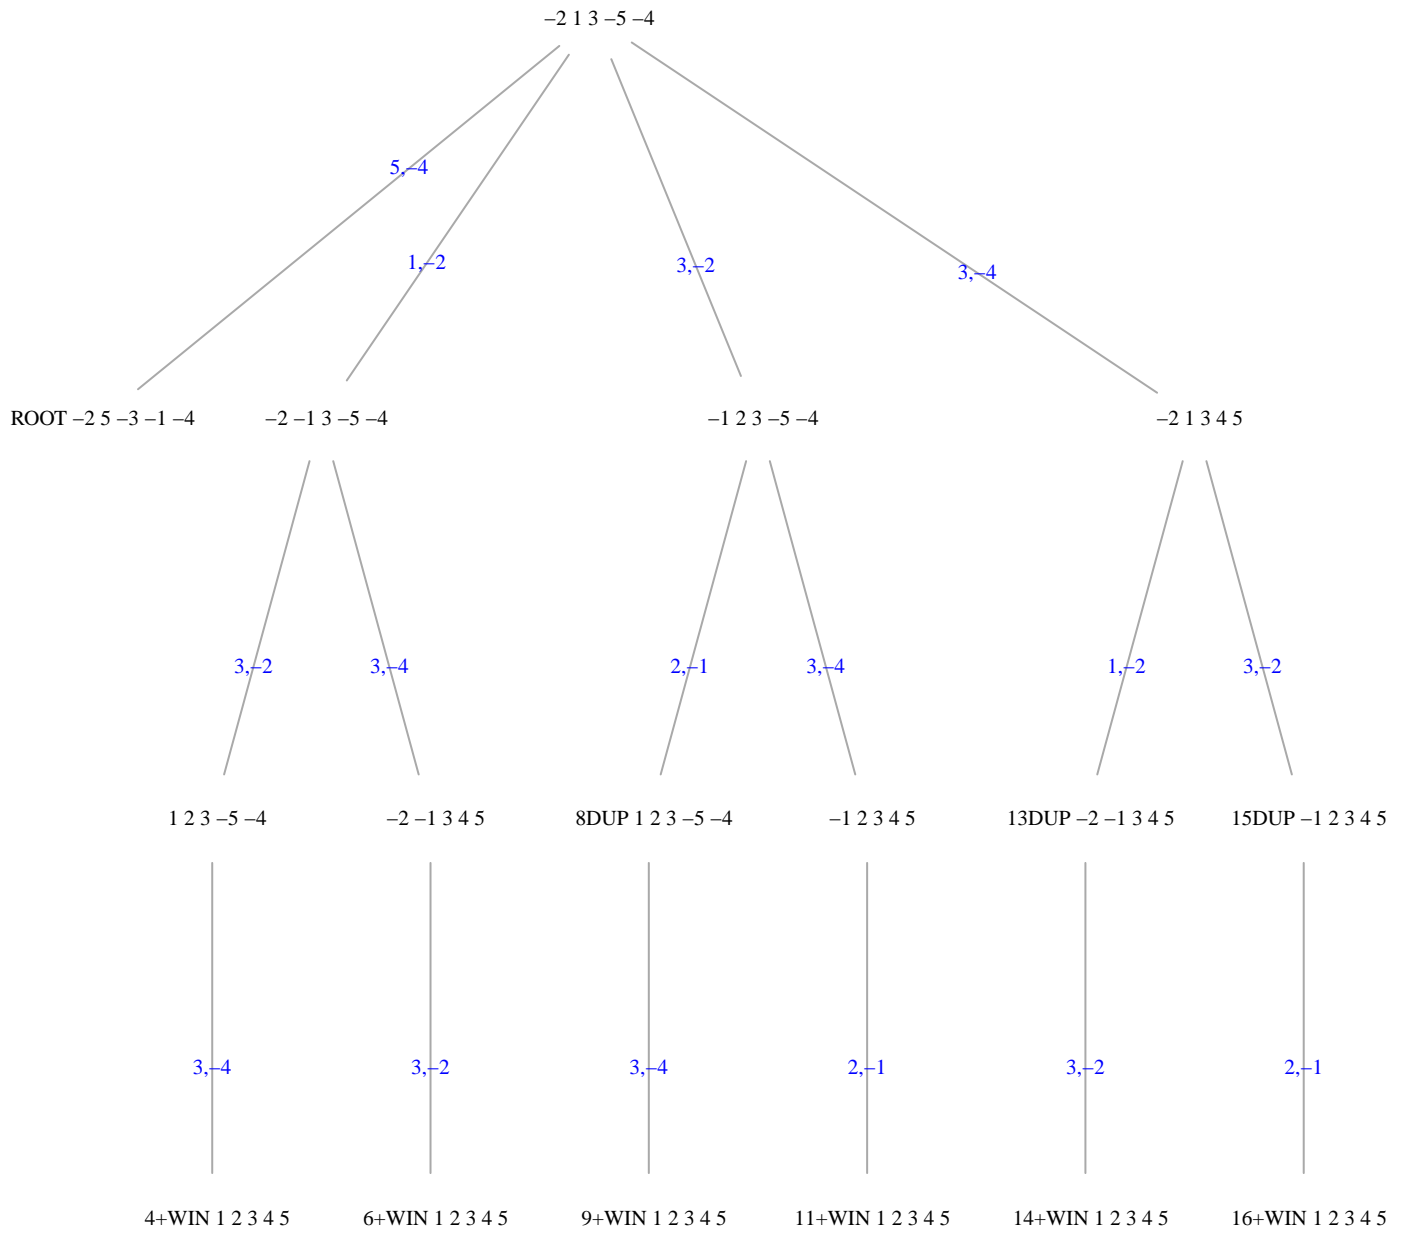 −2 1 3 −5 −4
5,−4
1,−2
3,−2
3,−4
ROOT −2 5 −3 −1 −4
−2 −1 3 −5 −4
−1 2 3 −5 −4
−2 1 3 4 5
3,−2
3,−4
2,−1
3,−4
1,−2
3,−2
1 2 3 −5 −4
−2 −1 3 4 5
8DUP 1 2 3 −5 −4
−1 2 3 4 5
13DUP −2 −1 3 4 5
15DUP −1 2 3 4 5
3,−4
3,−2
3,−4
2,−1
3,−2
2,−1
4+WIN 1 2 3 4 5
6+WIN 1 2 3 4 5
9+WIN 1 2 3 4 5
11+WIN 1 2 3 4 5
14+WIN 1 2 3 4 5
16+WIN 1 2 3 4 5